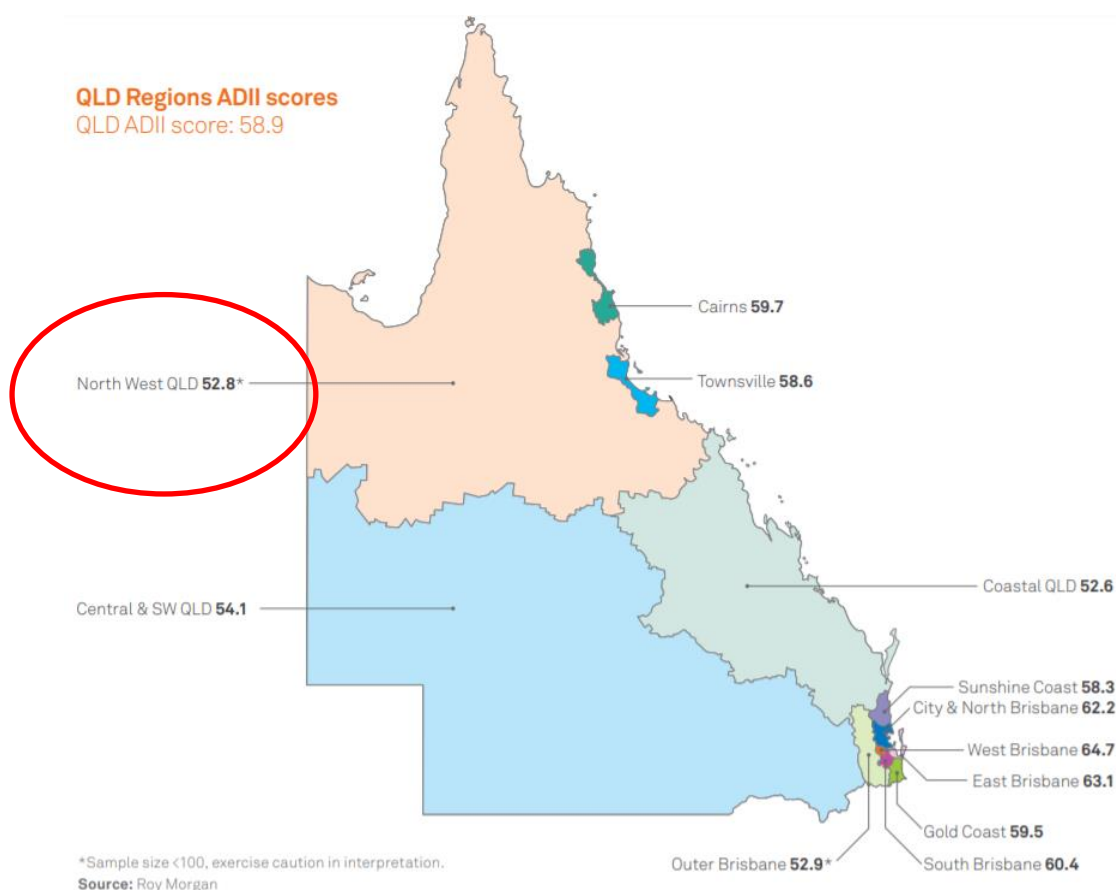 QLD Regions ADII scores
QLD ADII score: 58.9
Cairns 59.7
North West QLD 52.8*
Townsville 58.6
Coastal QLD 52.6
Central & SW QLD 54.1
Sunshine Coast 58.3
City & North Brisbane 62.2
West Brisbane 64.7
East Brisbane 63.1
Gold Coast 59.5
Outer Brisbane 52.9*
South Brisbane 60.4
*Sample size <100, exercise caution in interpretation.
Source: Roy Morgan